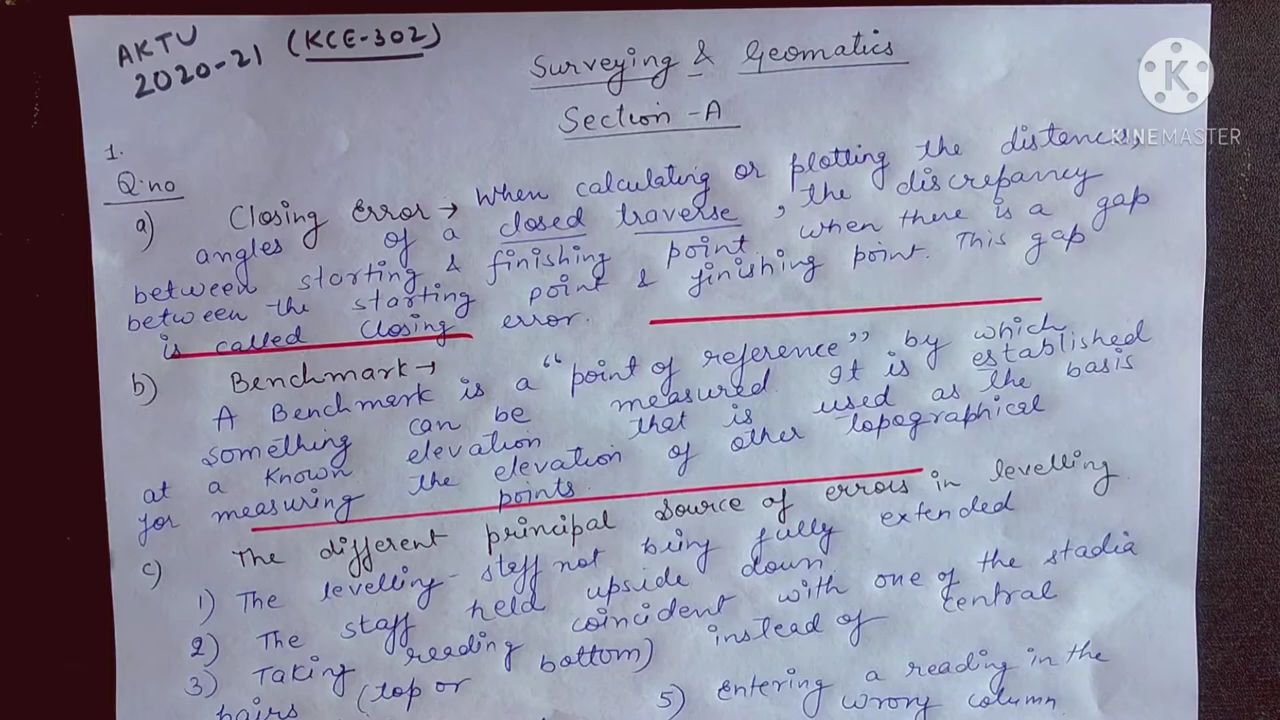 AKTU
2020-21 (KCE-302)
Surveying & Geomatics
Section - A
K
KINEMASTER
1.
Q.no
a) Closing Error → When calculating or plotting the distances,
angles of a closed traverse, the discrepancy
between starting & finishing point when there is a gap
between the starting point & finishing point. This gap
is called Closing error.
b) Benchmark →
A Benchmark is a "point of reference" by which
something can be measured. It is established
at a known elevation that is used as the basis
for measuring the elevation of other topographical
points.
c) The different principal source of errors in levelling
1) The levelling-staff not being fully extended
2) The staff held upside down
3) Taking reading coincident with one of the stadia
hairs (top or bottom) instead of central
5) Entering a reading in the
wrong column